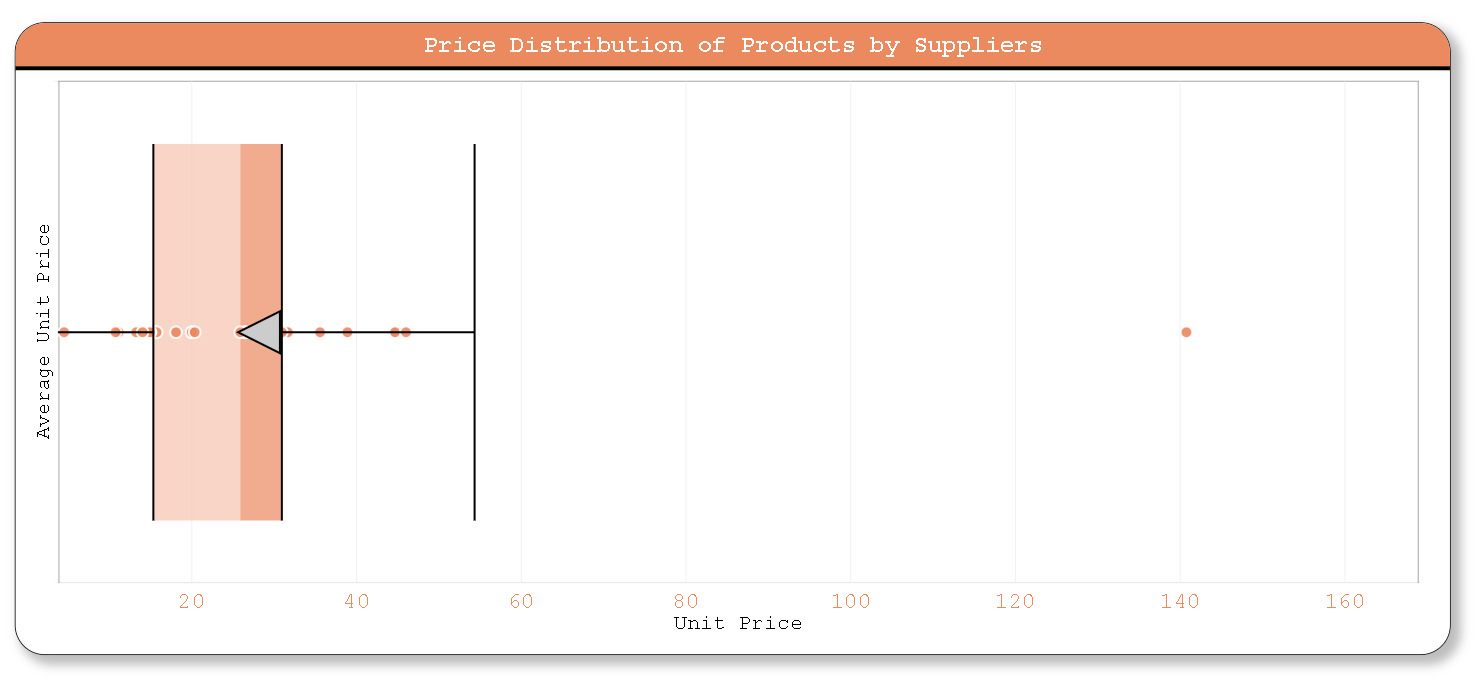 Price Distribution of Products by Suppliers
Average Unit Price
20 40 60 80 100 120 140 160
Unit Price